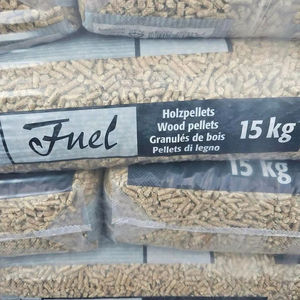 Fuel
Holzpellets
Wood pellets
Granulés de bois
Pellets di legno
15 kg
15 kg